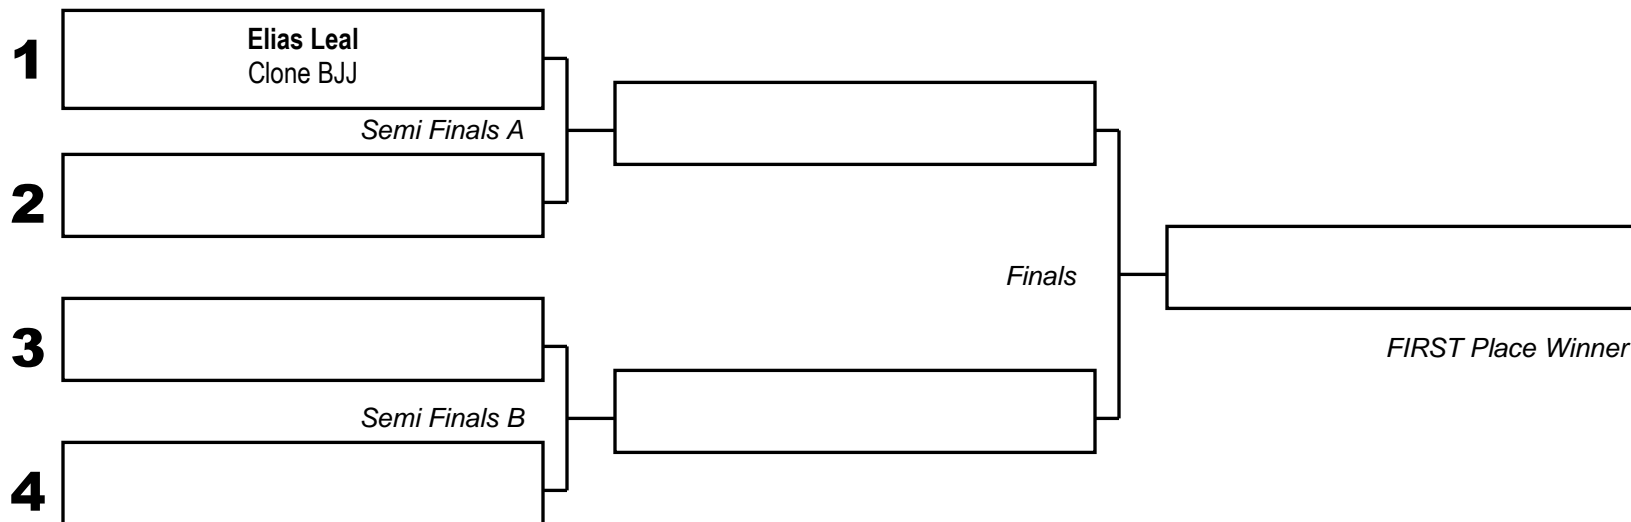 1
Elias Leal
Clone BJJ
Semi Finals A
2
Finals
3
FIRST Place Winner
Semi Finals B
4